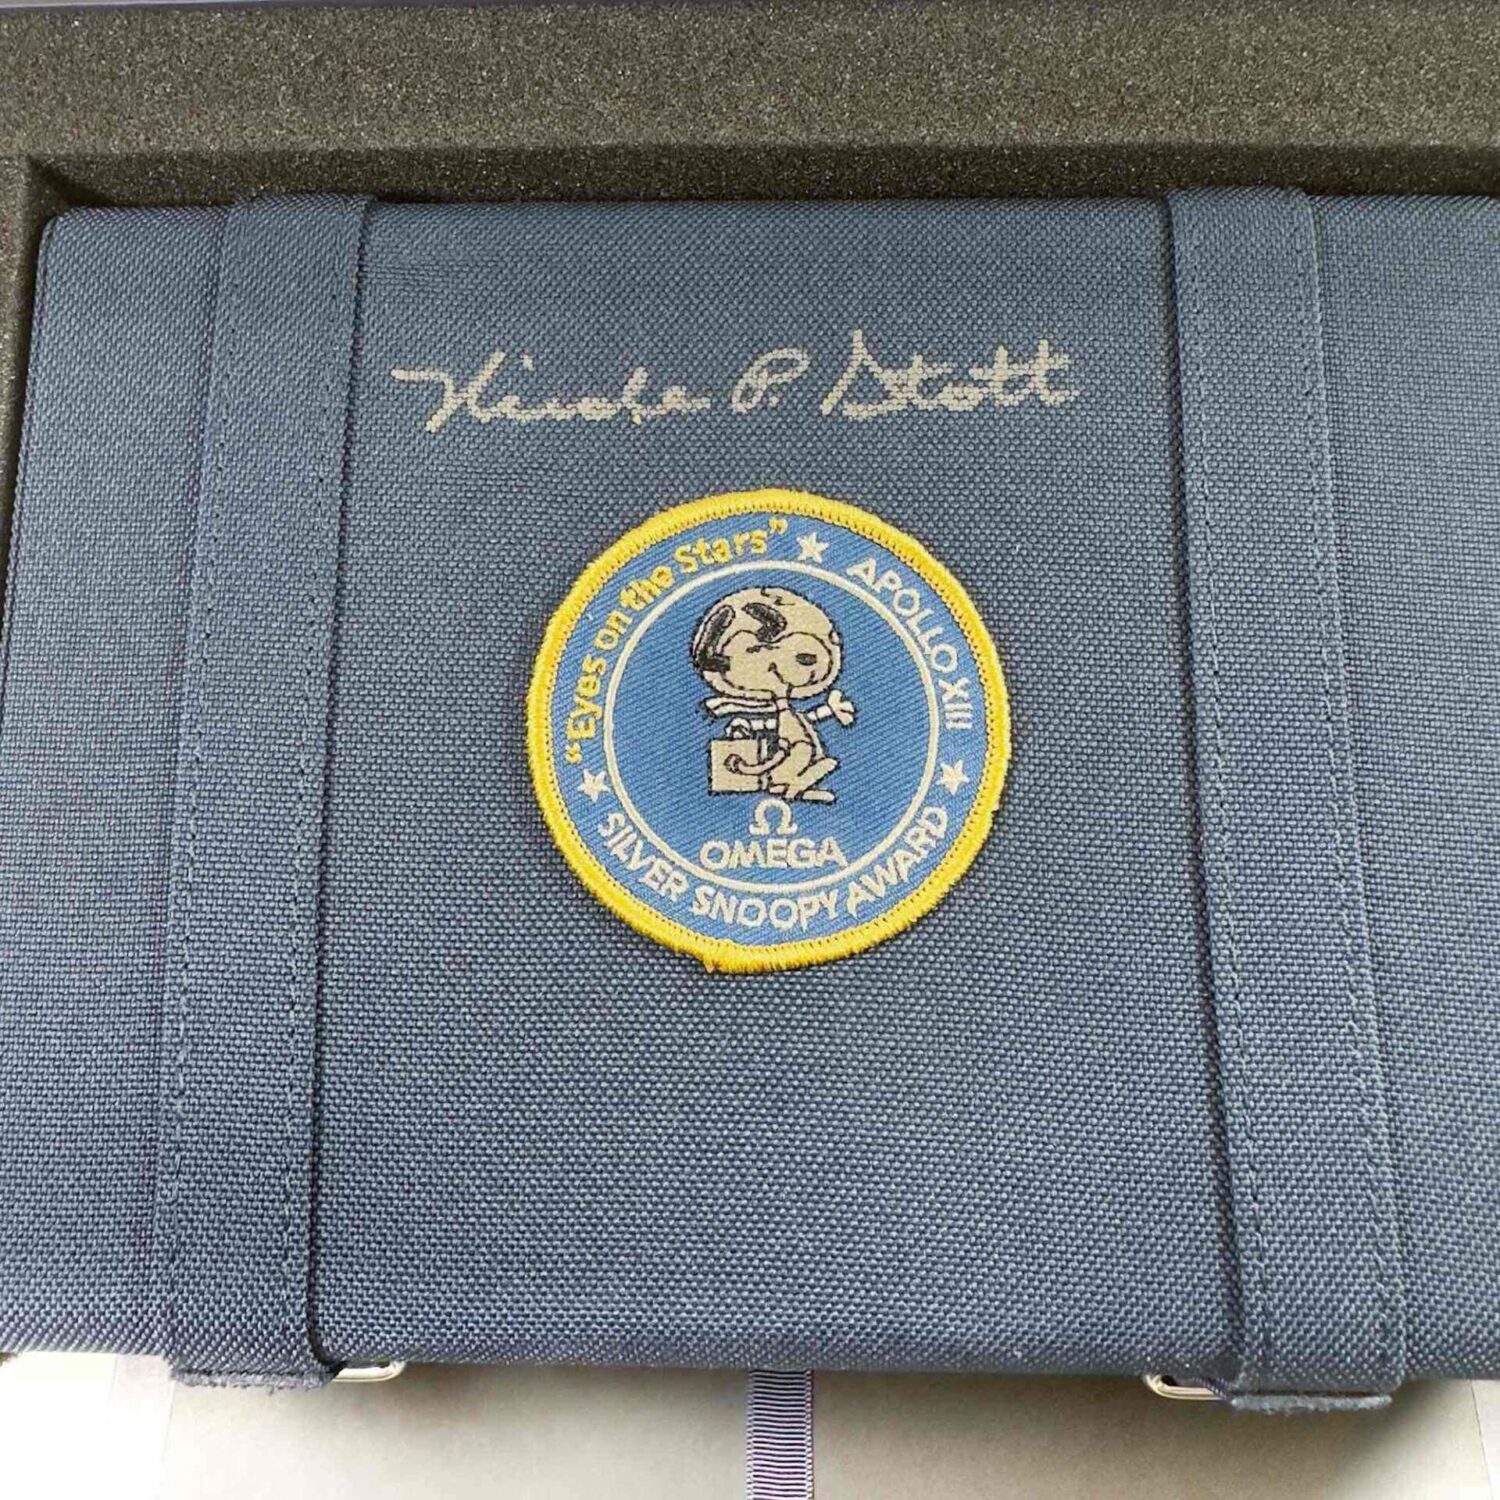 Nicole P. Stott
"Eyes on the Stars" ★ APOLLO XIII ★
Ω
OMEGA
★ SILVER SNOOPY AWARD